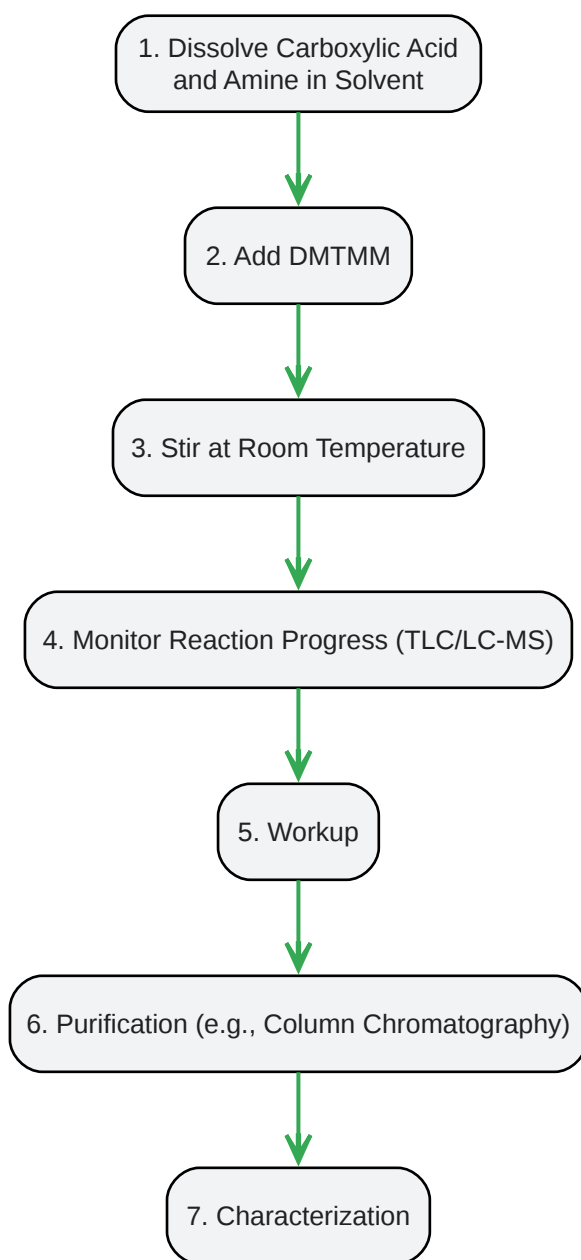 1. Dissolve Carboxylic Acid
and Amine in Solvent
2. Add DMTMM
3. Stir at Room Temperature
4. Monitor Reaction Progress (TLC/LC-MS)
5. Workup
6. Purification (e.g., Column Chromatography)
7. Characterization